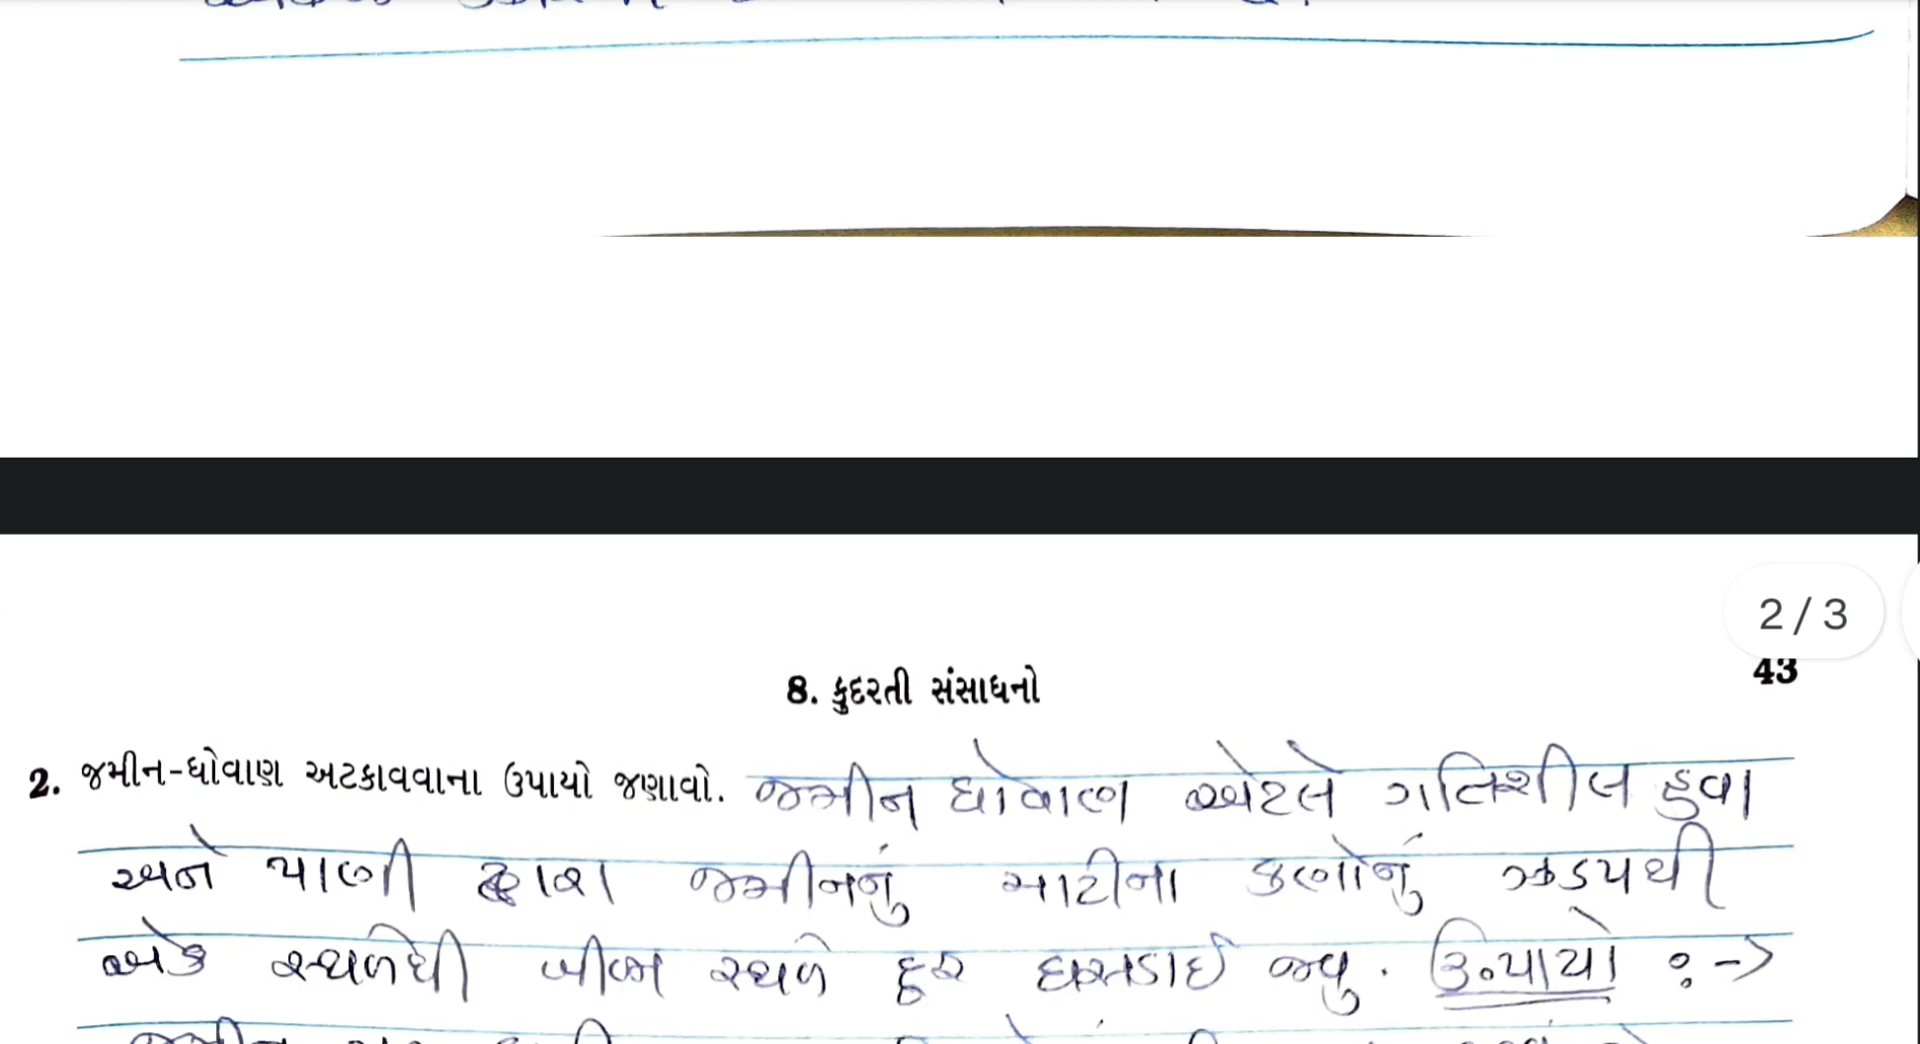 2/3
43
8. કુદરતી સંસાધનો
2. જમીન-ધોવાણ અટકાવવાના ઉપાયો જણાવો. જમીન ધોવાણ એટલે ગતિશીલ હવા
અને પાણી દ્વારા જમીનનું માટીના કણોનું ઝડપથી
એક સ્થળેથી બીજા સ્થળે દૂર ઘસડાઈ જવુ. ઉપાયો :->